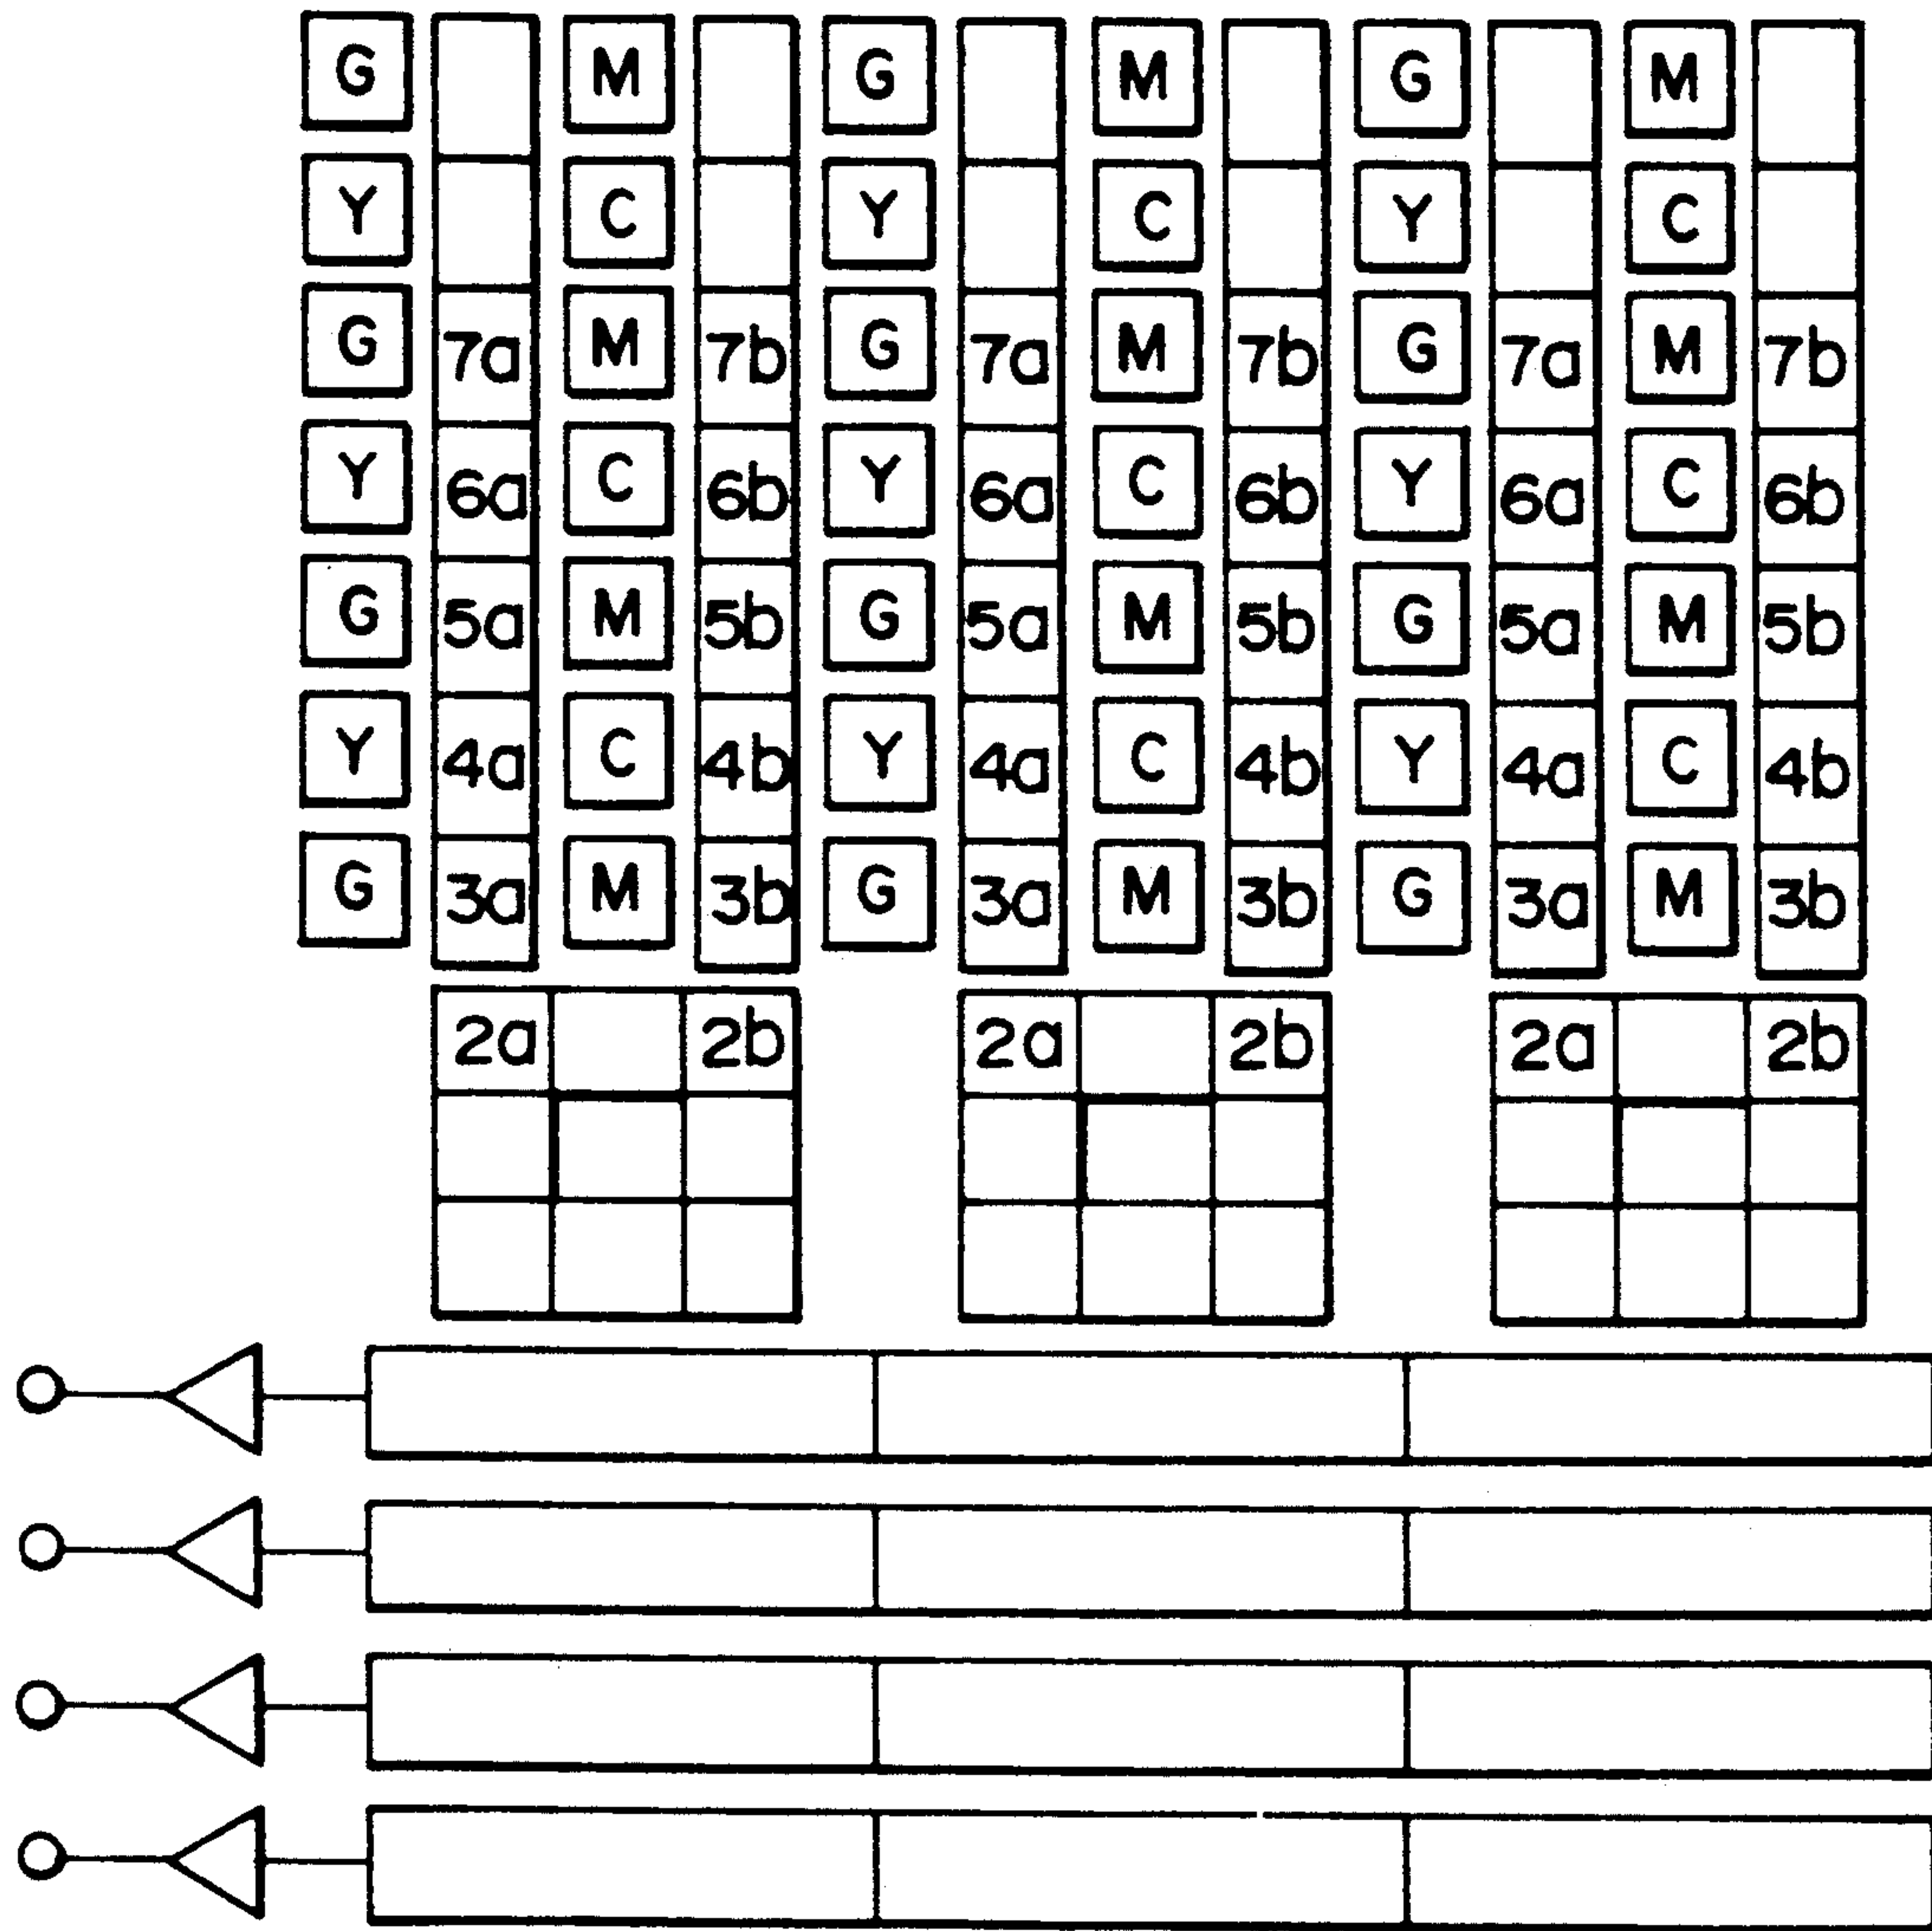 G M G M G M
Y C Y C Y C
G 7a M 7b G 7a M 7b G 7a M 7b
Y 6a C 6b Y 6a C 6b Y 6a C 6b
G 5a M 5b G 5a M 5b G 5a M 5b
Y 4a C 4b Y 4a C 4b Y 4a C 4b
G 3a M 3b G 3a M 3b G 3a M 3b
2a 2b 2a 2b 2a 2b